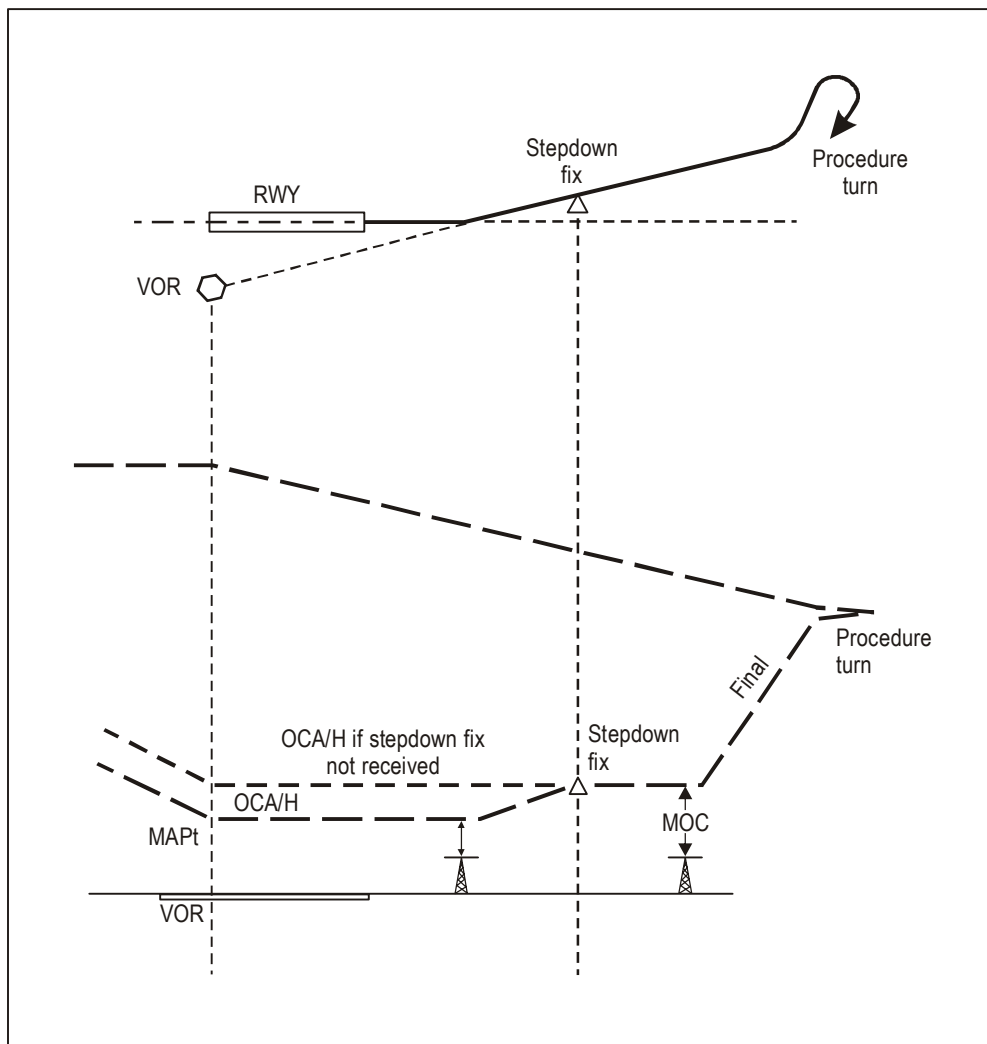 Stepdown
fix
Procedure
turn
RWY
VOR
Procedure
turn
Final
OCA/H if stepdown fix
not received
Stepdown
fix
OCA/H
MOC
MAPt
VOR